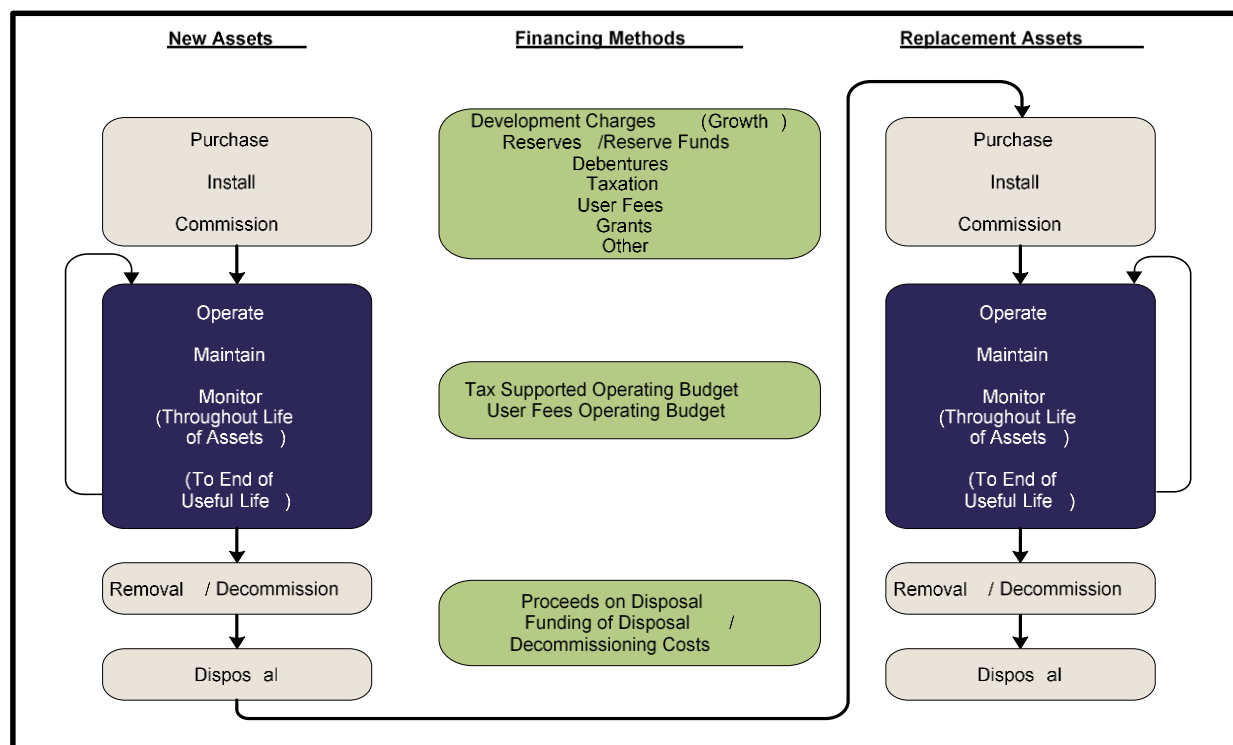 New Assets
Financing Methods
Replacement Assets
Purchase
Install
Commission
Operate
Maintain
Monitor
(Throughout Life
of Assets )
(To End of
Useful Life )
Removal / Decommission
Dispos al
Development Charges (Growth )
Reserves /Reserve Funds
Debentures
Taxation
User Fees
Grants
Other
Tax Supported Operating Budget
User Fees Operating Budget
Proceeds on Disposal
Funding of Disposal /
Decommissioning Costs
Purchase
Install
Commission
Operate
Maintain
Monitor
(Throughout Life
of Assets )
(To End of
Useful Life )
Removal / Decommission
Dispos al